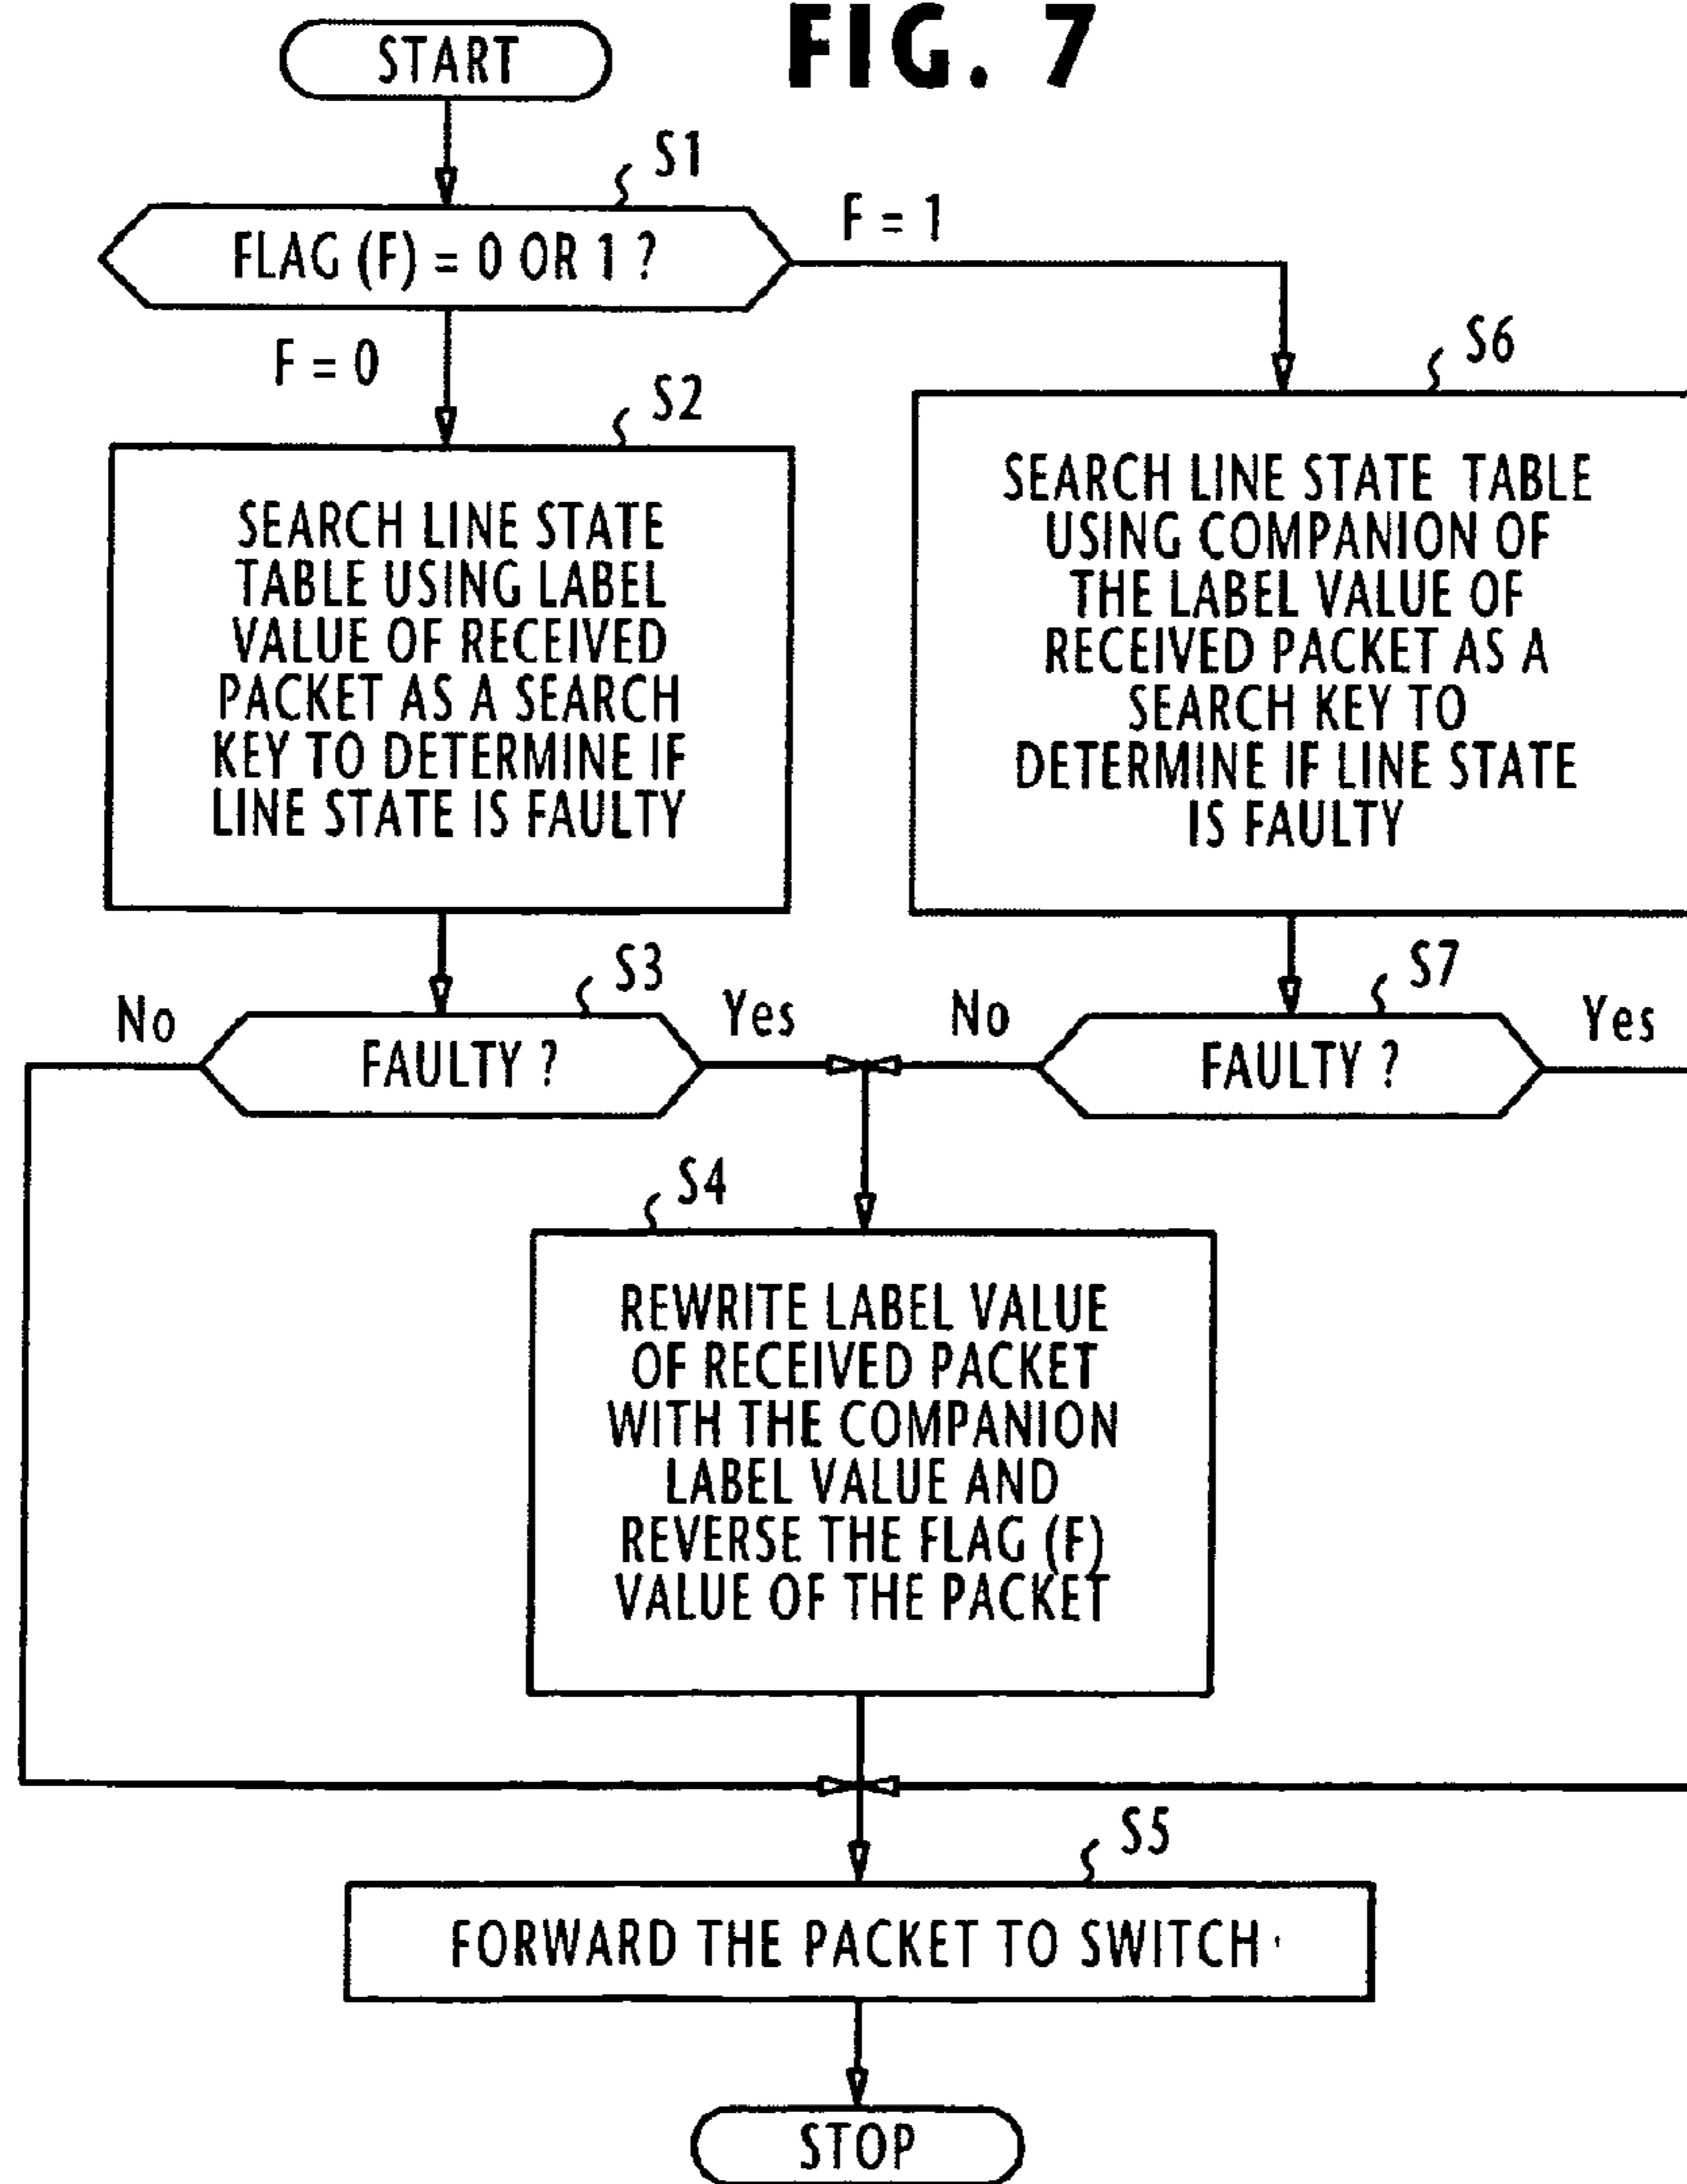 FIG. 7
START
S1
FLAG (F) = 0 OR 1 ?
F = 1
F = 0
S2
SEARCH LINE STATE
TABLE USING LABEL
VALUE OF RECEIVED
PACKET AS A SEARCH
KEY TO DETERMINE IF
LINE STATE IS FAULTY
S6
SEARCH LINE STATE TABLE
USING COMPANION OF
THE LABEL VALUE OF
RECEIVED PACKET AS A
SEARCH KEY TO
DETERMINE IF LINE STATE
IS FAULTY
S3
No
FAULTY ?
Yes
S7
No
FAULTY ?
Yes
S4
REWRITE LABEL VALUE
OF RECEIVED PACKET
WITH THE COMPANION
LABEL VALUE AND
REVERSE THE FLAG (F)
VALUE OF THE PACKET
S5
FORWARD THE PACKET TO SWITCH
STOP